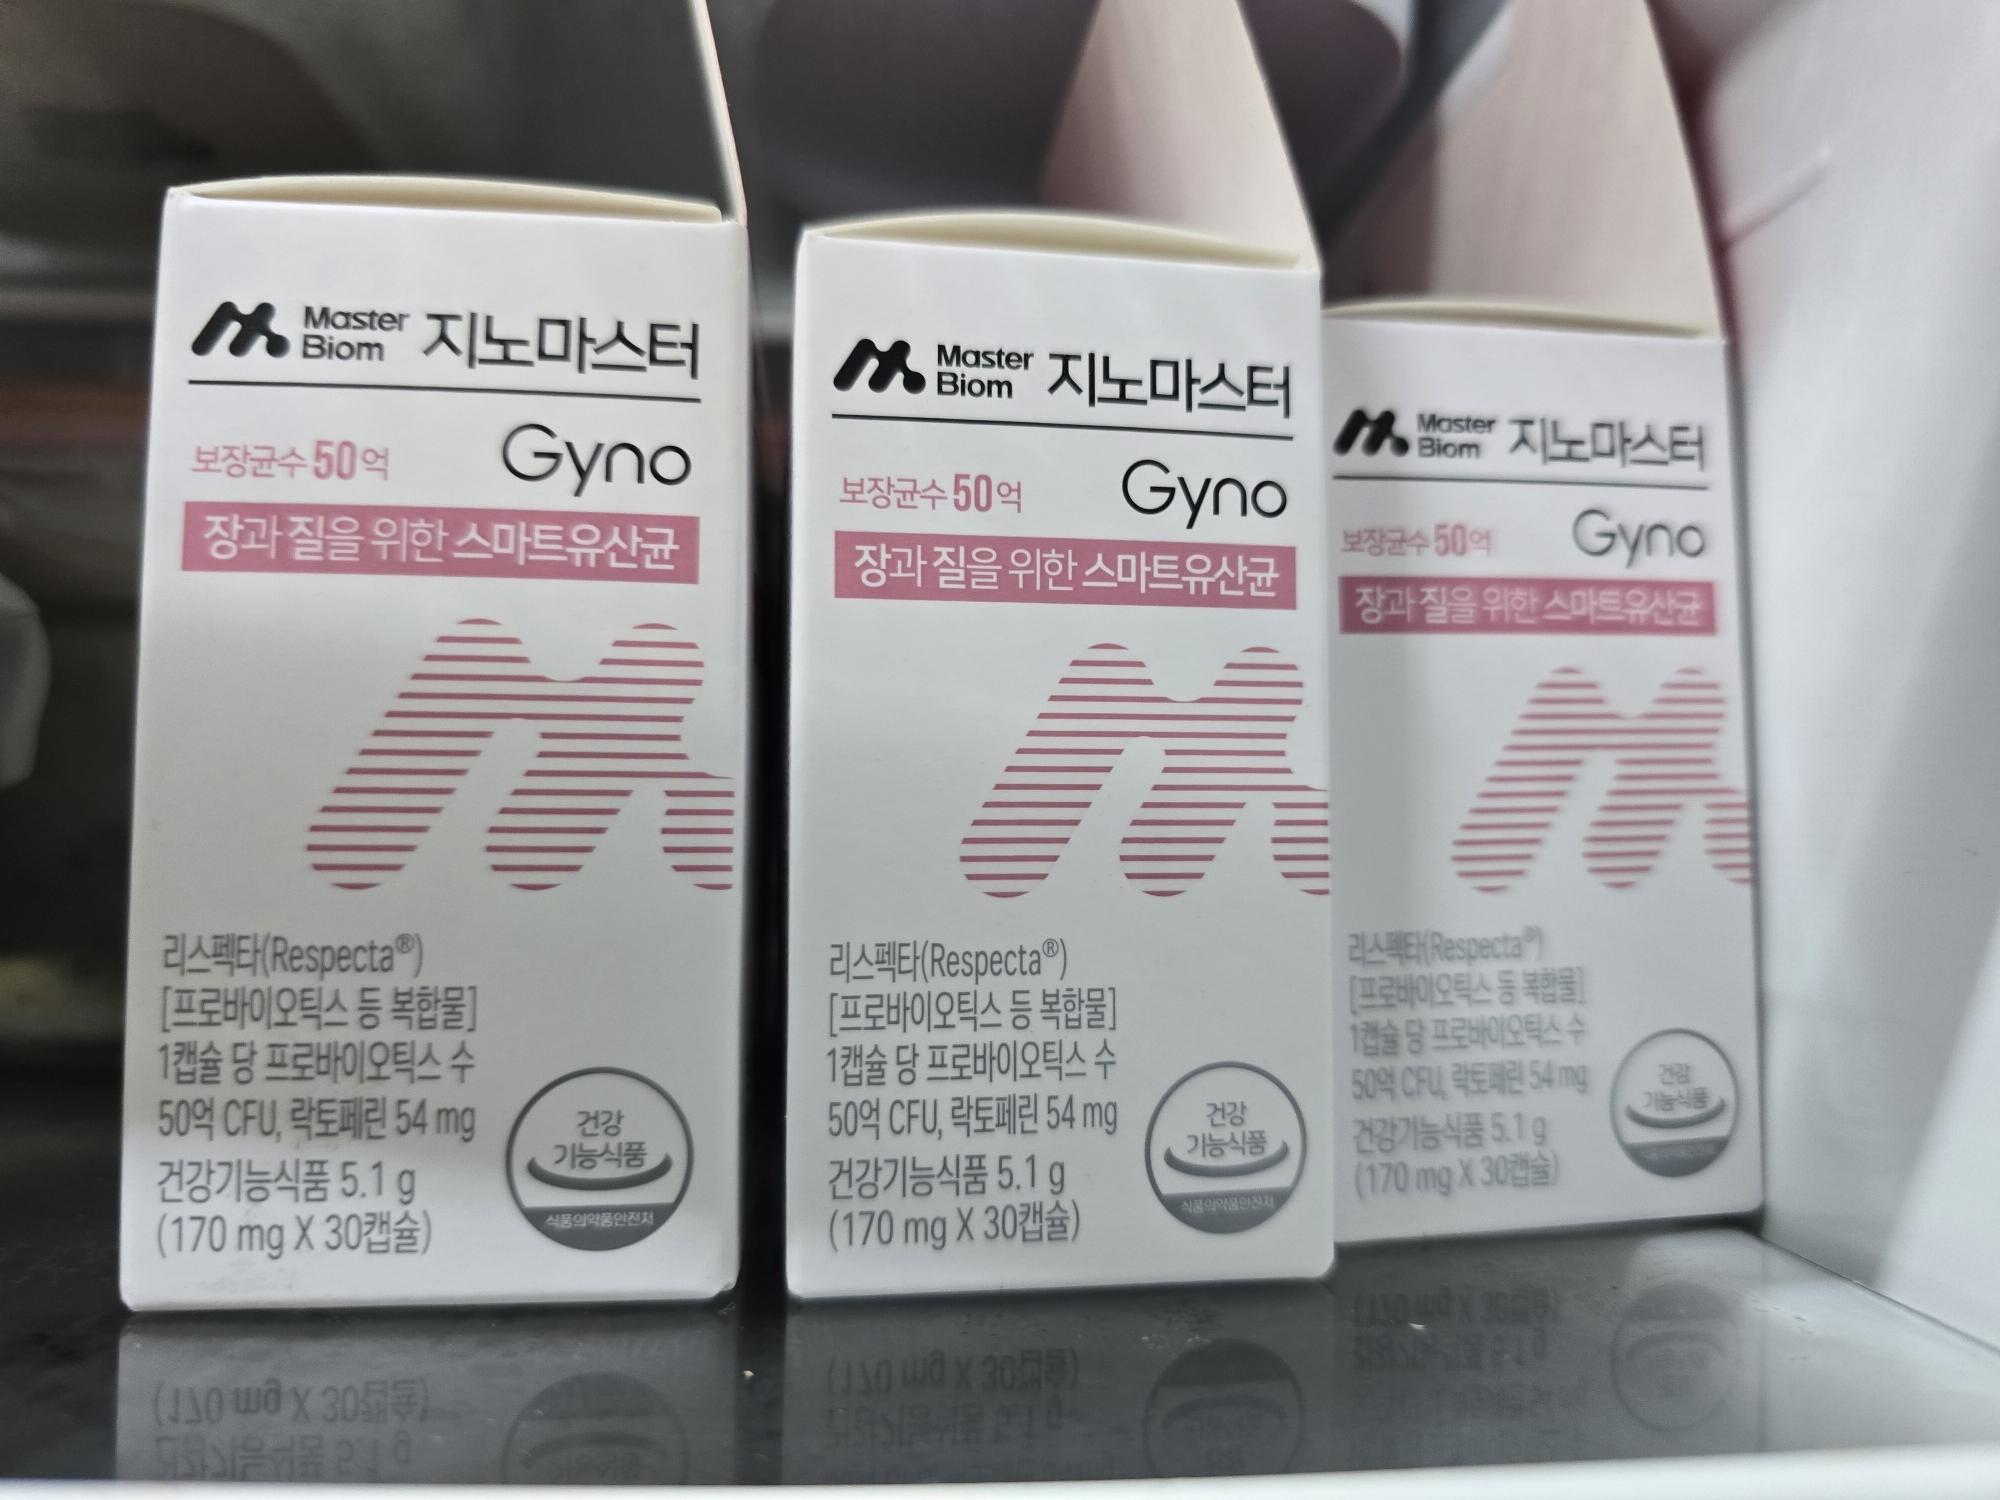 Master
Biom
지노마스터
보장균수 50억
Gyno
장과 질을 위한 스마트유산균
리스펙타(Respecta®)
[프로바이오틱스 등 복합물]
1캡슐 당 프로바이오틱스 수
50억 CFU, 락토페린 54 mg
건강기능식품 5.1 g
(170 mg X 30캡슐)
건강
기능식품
식품의약품안전처
Master
Biom
지노마스터
보장균수 50억
Gyno
장과 질을 위한 스마트유산균
리스펙타(Respecta®)
[프로바이오틱스 등 복합물]
1캡슐 당 프로바이오틱스 수
50억 CFU, 락토페린 54 mg
건강기능식품 5.1 g
(170 mg X 30캡슐)
건강
기능식품
식품의약품안전처
Master
Biom
지노마스터
보장균수 50억
Gyno
장과 질을 위한 스마트유산균
리스펙타(Respecta®)
[프로바이오틱스 등 복합물]
1캡슐 당 프로바이오틱스 수
50억 CFU, 락토페린 54 mg
건강기능식품 5.1 g
(170 mg X 30캡슐)
건강
기능식품